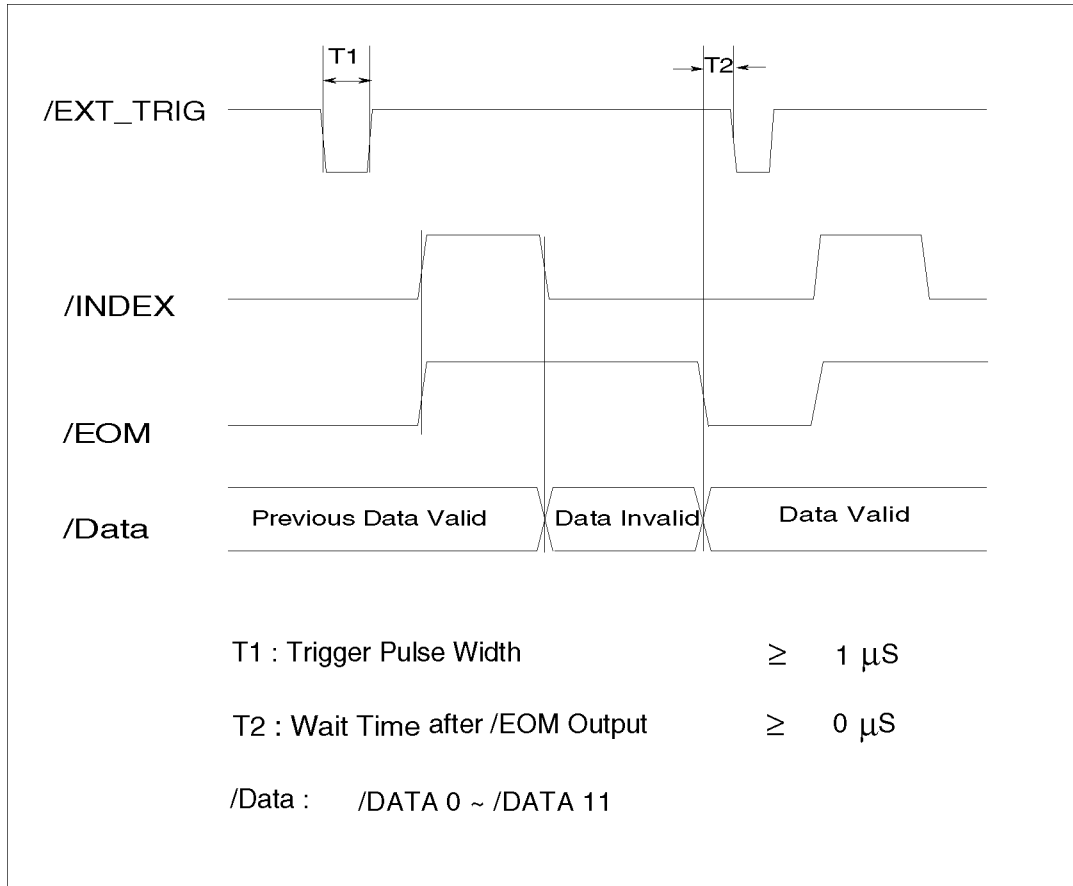 T1
T2
/EXT_TRIG
/INDEX
/EOM
/Data
Previous Data Valid
Data Invalid
Data Valid
T1 : Trigger Pulse Width ≥ 1 μS
T2 : Wait Time after /EOM Output ≥ 0 μS
/Data : /DATA 0 ~ /DATA 11